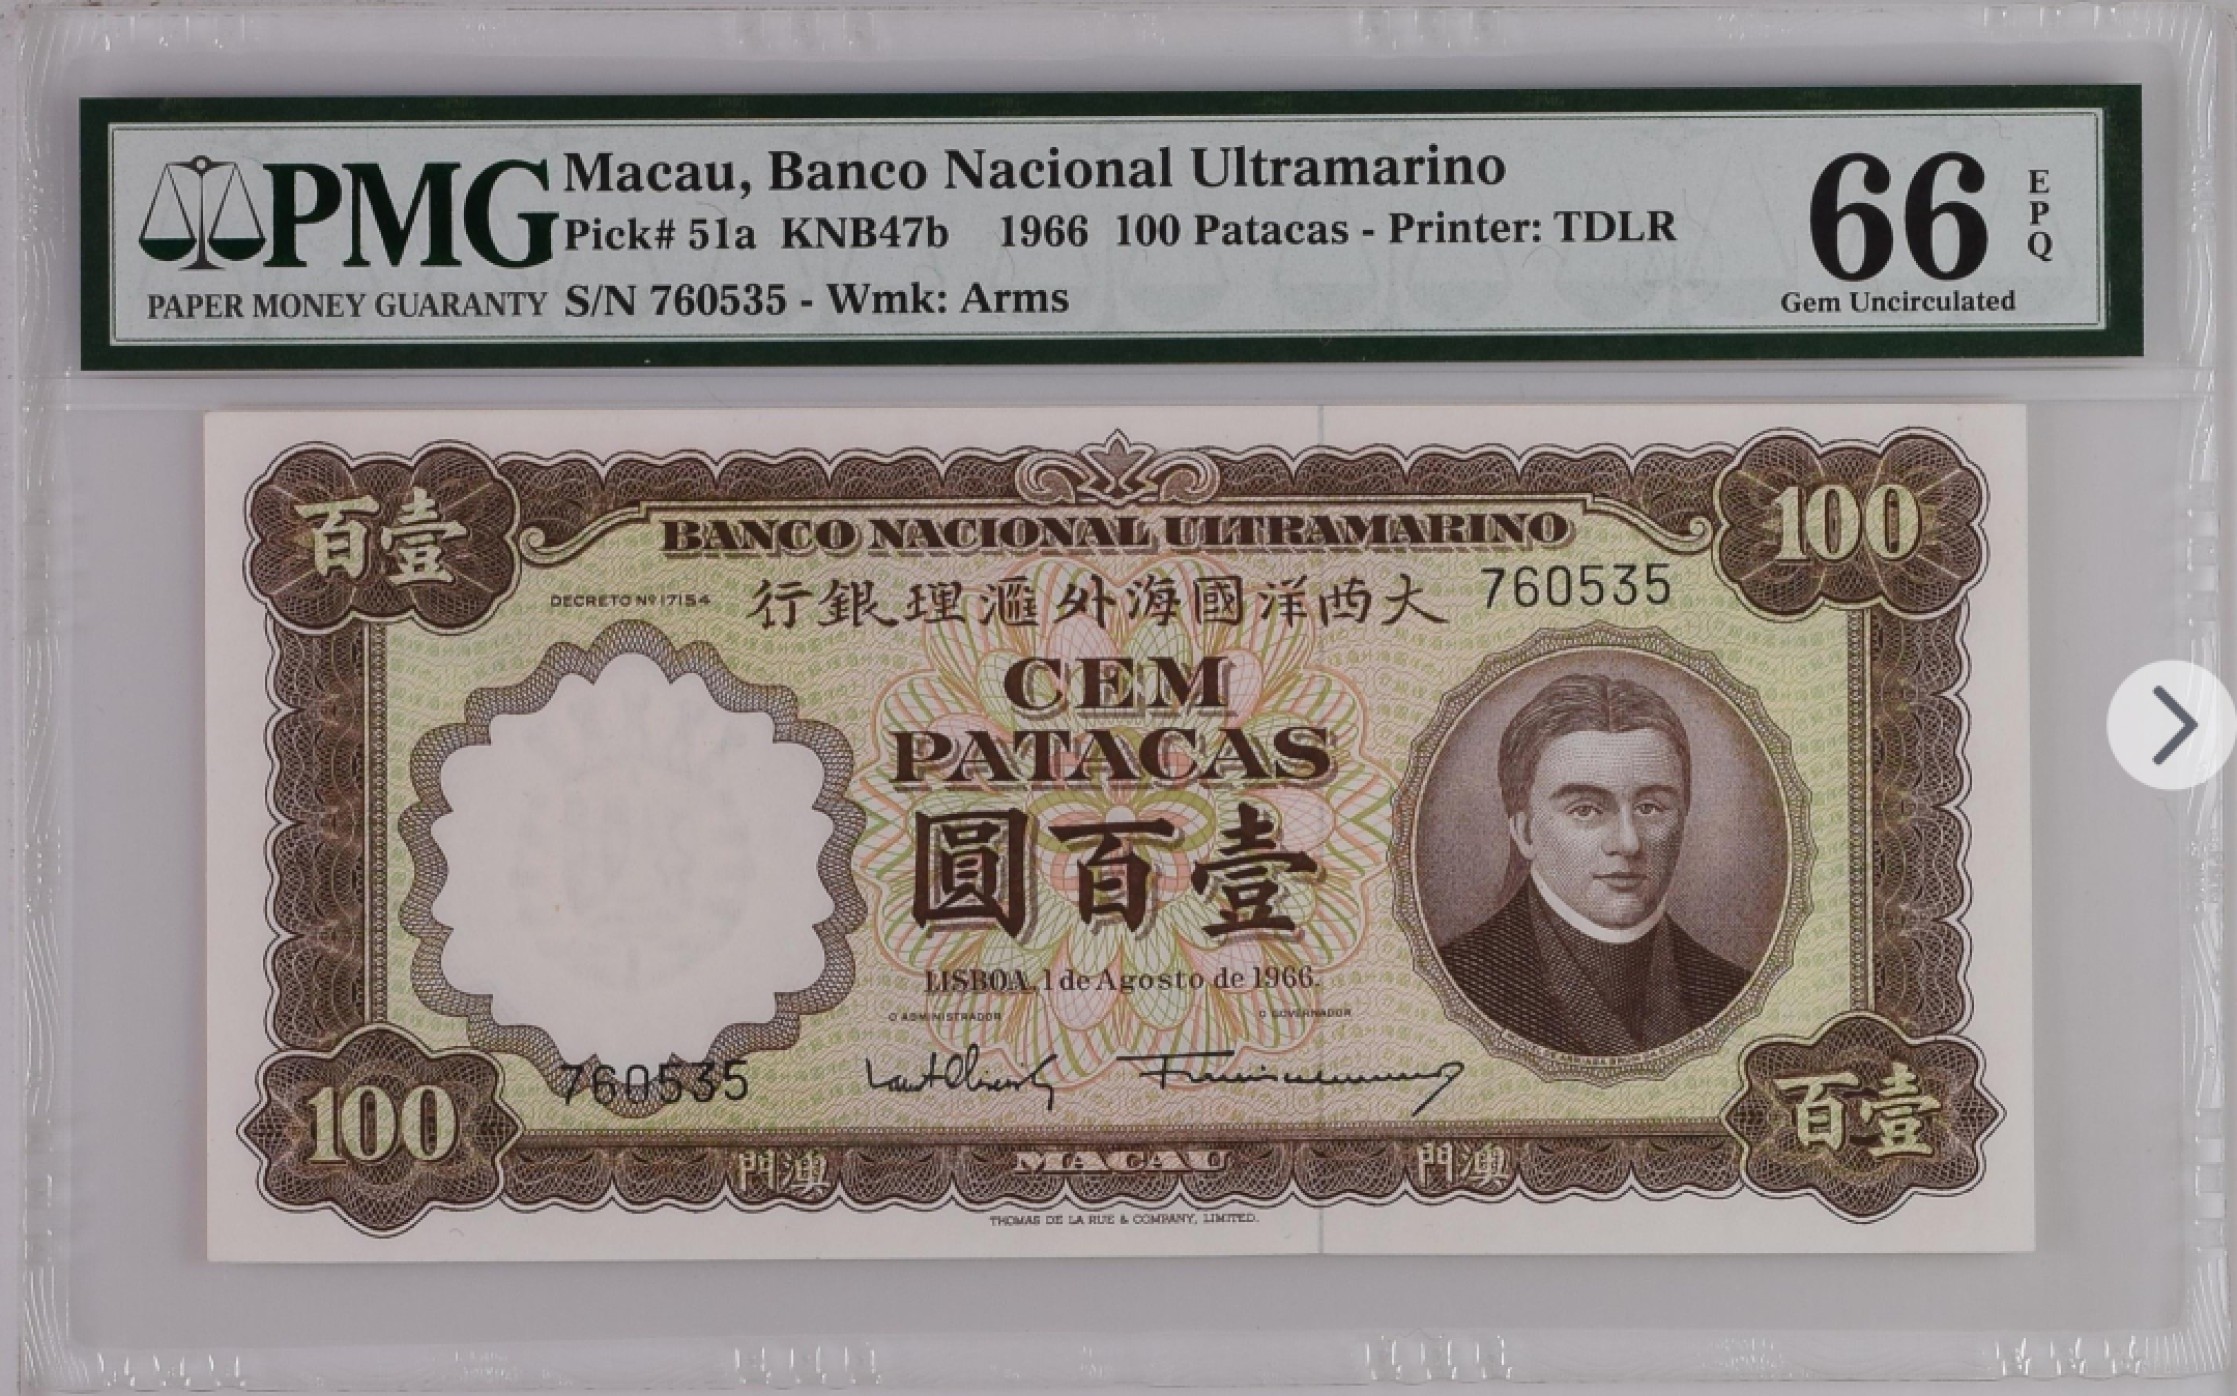 PMG
PAPER MONEY GUARANTY
Macau, Banco Nacional Ultramarino
Pick# 51a KNB47b 1966 100 Patacas - Printer: TDLR
S/N 760535 - Wmk: Arms
66
EPQ
Gem Uncirculated
百壹
100
BANCO NACIONAL ULTRAMARINO
DECRETO Nº 17154
行銀理滙外海國洋西大
760535
CEM
PATACAS
圓百壹
LISBOA, 1 de Agosto de 1966.
O ADMINISTRADOR
O GOVERNADOR
760535
100
百壹
門澳
MACAU
門澳
THOMAS DE LA RUE & COMPANY, LIMITED.